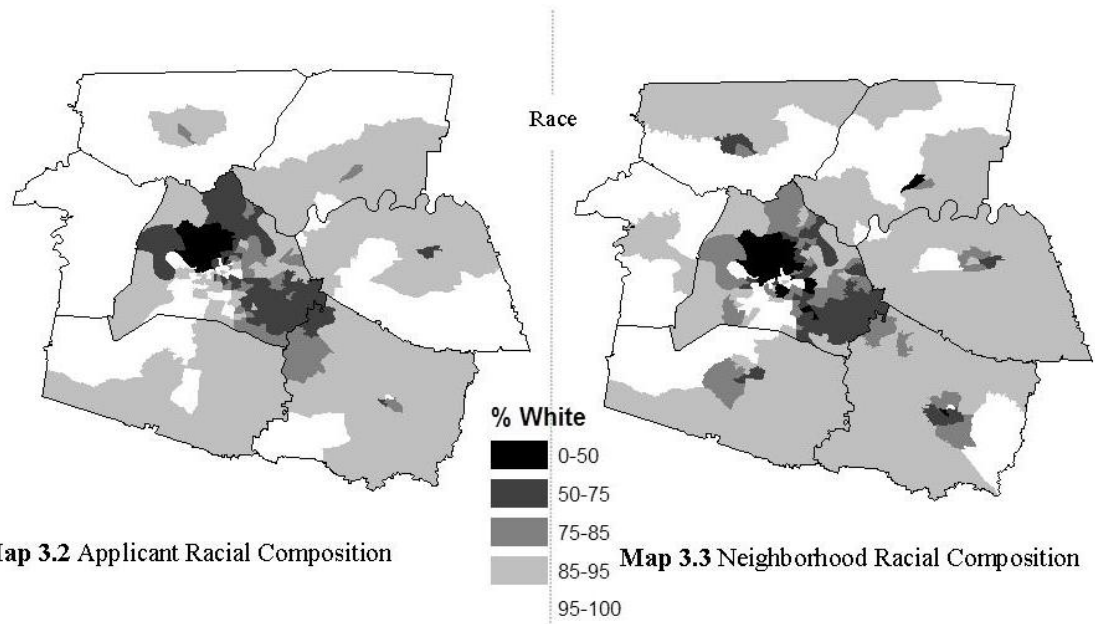 Race
% White
0-50
50-75
75-85
85-95
95-100
ap 3.2 Applicant Racial Composition
Map 3.3 Neighborhood Racial Composition